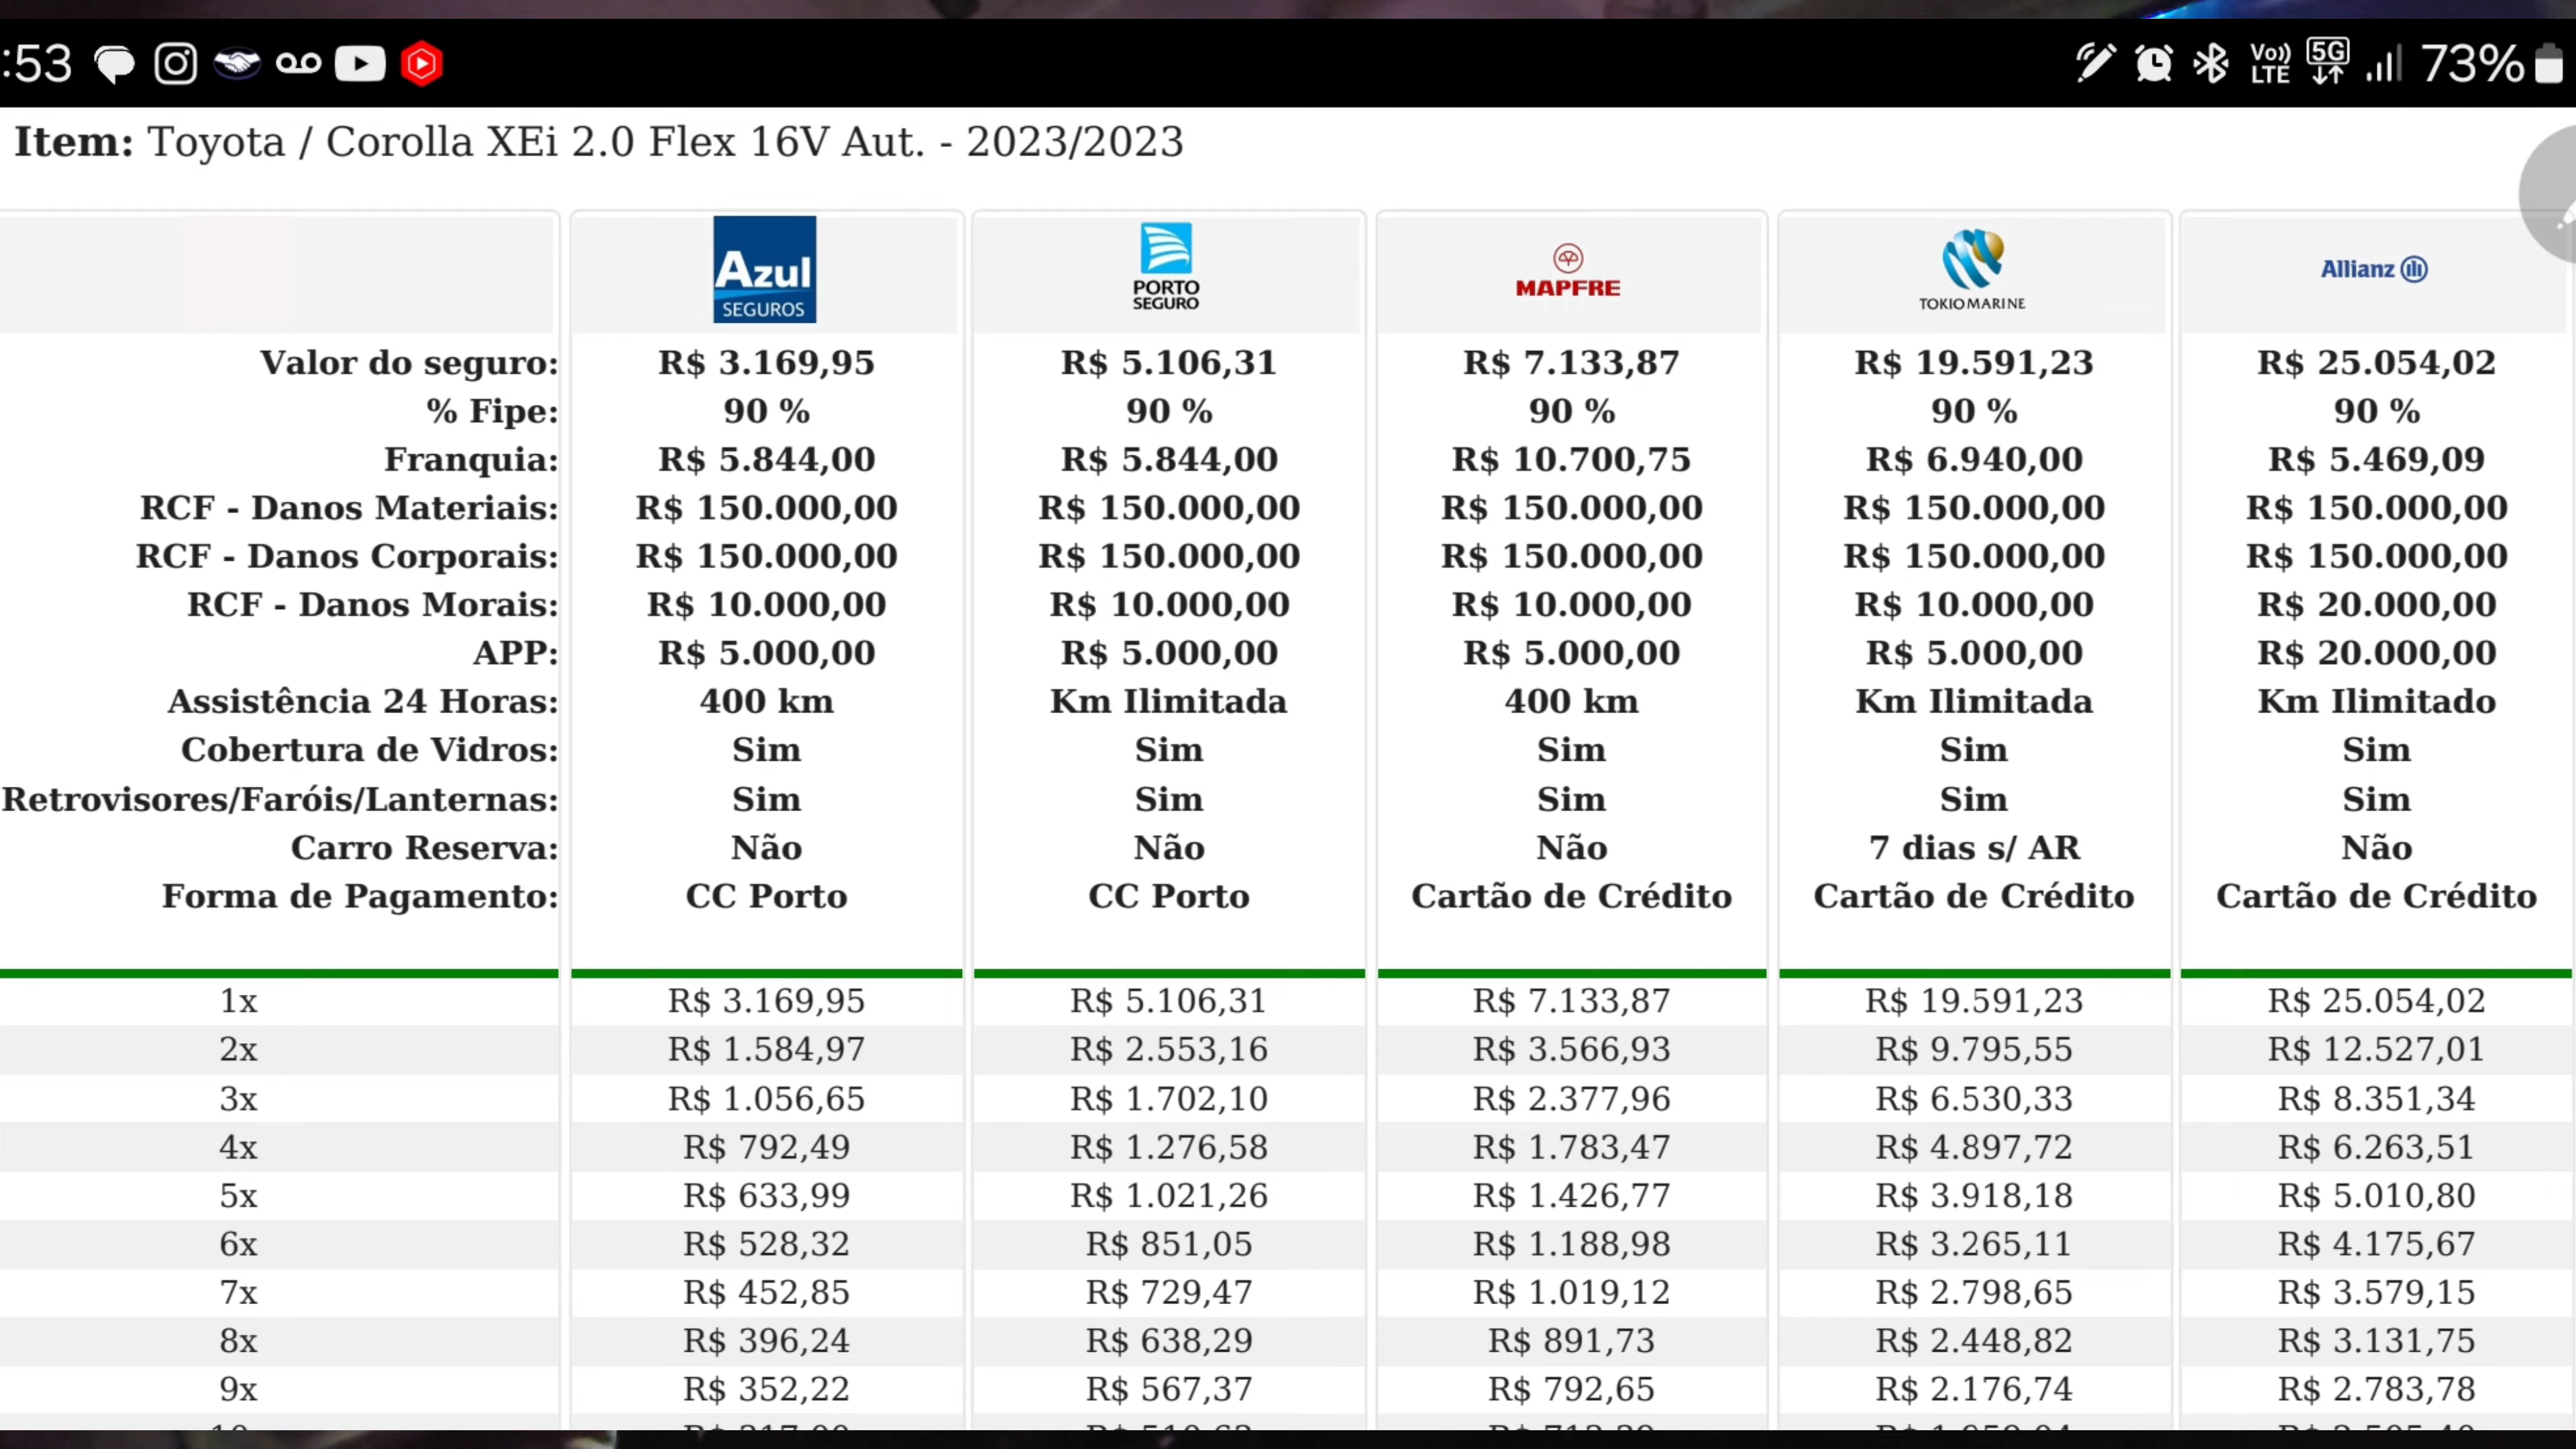 :53 Vo)) LTE 5G 73%
Item: Toyota / Corolla XEi 2.0 Flex 16V Aut. - 2023/2023
Azul SEGUROS PORTO SEGURO MAPFRE TOKIO MARINE Allianz
Valor do seguro: R$ 3.169,95 R$ 5.106,31 R$ 7.133,87 R$ 19.591,23 R$ 25.054,02
% Fipe: 90 % 90 % 90 % 90 % 90 %
Franquia: R$ 5.844,00 R$ 5.844,00 R$ 10.700,75 R$ 6.940,00 R$ 5.469,09
RCF - Danos Materiais: R$ 150.000,00 R$ 150.000,00 R$ 150.000,00 R$ 150.000,00 R$ 150.000,00
RCF - Danos Corporais: R$ 150.000,00 R$ 150.000,00 R$ 150.000,00 R$ 150.000,00 R$ 150.000,00
RCF - Danos Morais: R$ 10.000,00 R$ 10.000,00 R$ 10.000,00 R$ 10.000,00 R$ 20.000,00
APP: R$ 5.000,00 R$ 5.000,00 R$ 5.000,00 R$ 5.000,00 R$ 20.000,00
Assistência 24 Horas: 400 km Km Ilimitada 400 km Km Ilimitada Km Ilimitado
Cobertura de Vidros: Sim Sim Sim Sim Sim
Retrovisores/Faróis/Lanternas: Sim Sim Sim Sim Sim
Carro Reserva: Não Não Não 7 dias s/ AR Não
Forma de Pagamento: CC Porto CC Porto Cartão de Crédito Cartão de Crédito Cartão de Crédito
1x R$ 3.169,95 R$ 5.106,31 R$ 7.133,87 R$ 19.591,23 R$ 25.054,02
2x R$ 1.584,97 R$ 2.553,16 R$ 3.566,93 R$ 9.795,55 R$ 12.527,01
3x R$ 1.056,65 R$ 1.702,10 R$ 2.377,96 R$ 6.530,33 R$ 8.351,34
4x R$ 792,49 R$ 1.276,58 R$ 1.783,47 R$ 4.897,72 R$ 6.263,51
5x R$ 633,99 R$ 1.021,26 R$ 1.426,77 R$ 3.918,18 R$ 5.010,80
6x R$ 528,32 R$ 851,05 R$ 1.188,98 R$ 3.265,11 R$ 4.175,67
7x R$ 452,85 R$ 729,47 R$ 1.019,12 R$ 2.798,65 R$ 3.579,15
8x R$ 396,24 R$ 638,29 R$ 891,73 R$ 2.448,82 R$ 3.131,75
9x R$ 352,22 R$ 567,37 R$ 792,65 R$ 2.176,74 R$ 2.783,78